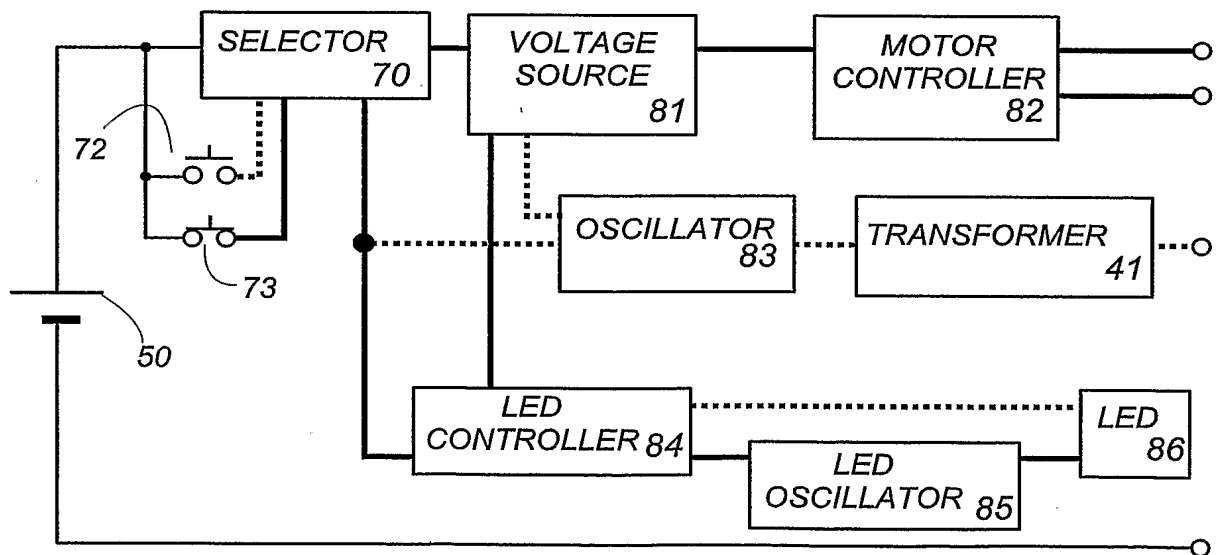 SELECTOR
70
VOLTAGE
SOURCE
81
MOTOR
CONTROLLER
82
72
73
50
OSCILLATOR
83
TRANSFORMER
41
LED
CONTROLLER 84
LED
86
LED
OSCILLATOR 85